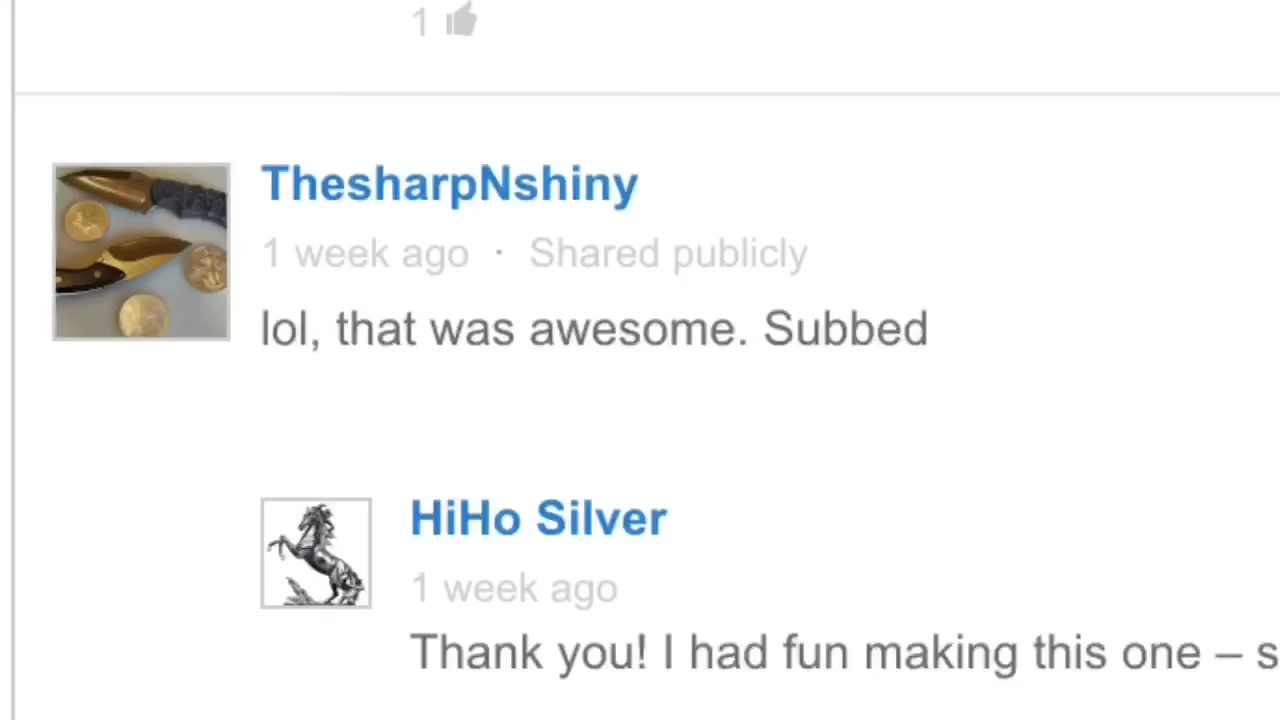 1
ThesharpNshiny
1 week ago · Shared publicly
lol, that was awesome. Subbed
HiHo Silver
1 week ago
Thank you! I had fun making this one – s